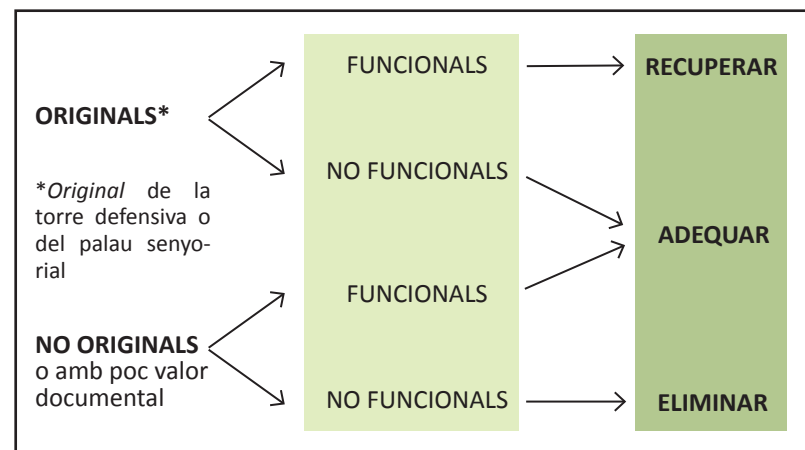 FUNCIONALS
RECUPERAR
ORIGINALS*
NO FUNCIONALS
*Original de la
torre defensiva o
del palau senyo-
rial
ADEQUAR
FUNCIONALS
NO ORIGINALS
o amb poc valor
documental
NO FUNCIONALS
ELIMINAR